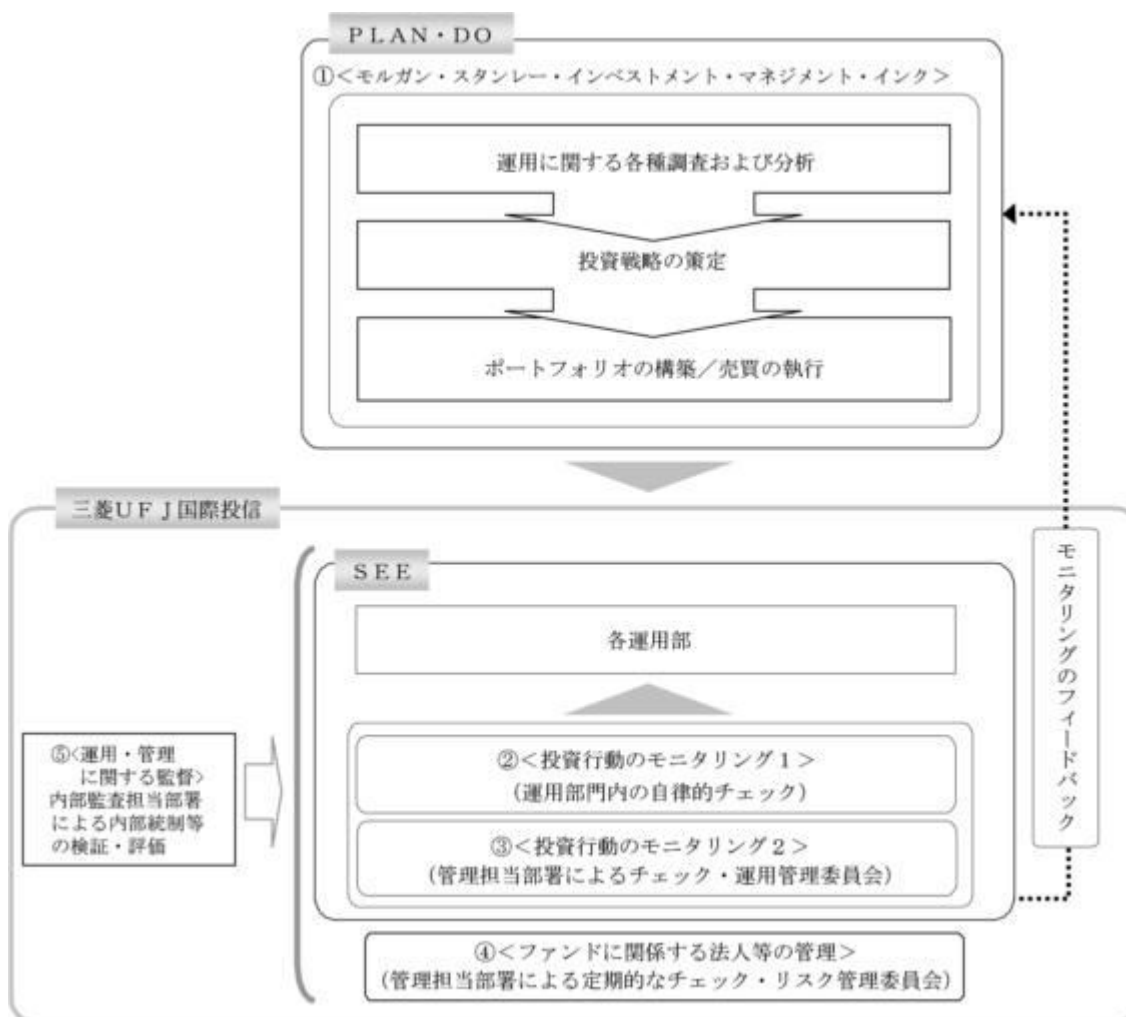 PLAN・DO
①＜モルガン・スタンレー・インベストメント・マネジメント・インク＞
運用に関する各種調査および分析
投資戦略の策定
ポートフォリオの構築／売買の執行
三菱UFJ国際投信
SEE
各運用部
②＜投資行動のモニタリング1＞
（運用部門内の自律的チェック）
③＜投資行動のモニタリング2＞
（管理担当部署によるチェック・運用管理委員会）
④＜ファンドに関係する法人等の管理＞
（管理担当部署による定期的なチェック・リスク管理委員会）
⑤＜運用・管理
に関する監督＞
内部監査担当部署
による内部統制等
の検証・評価
モニタリングのフィードバック